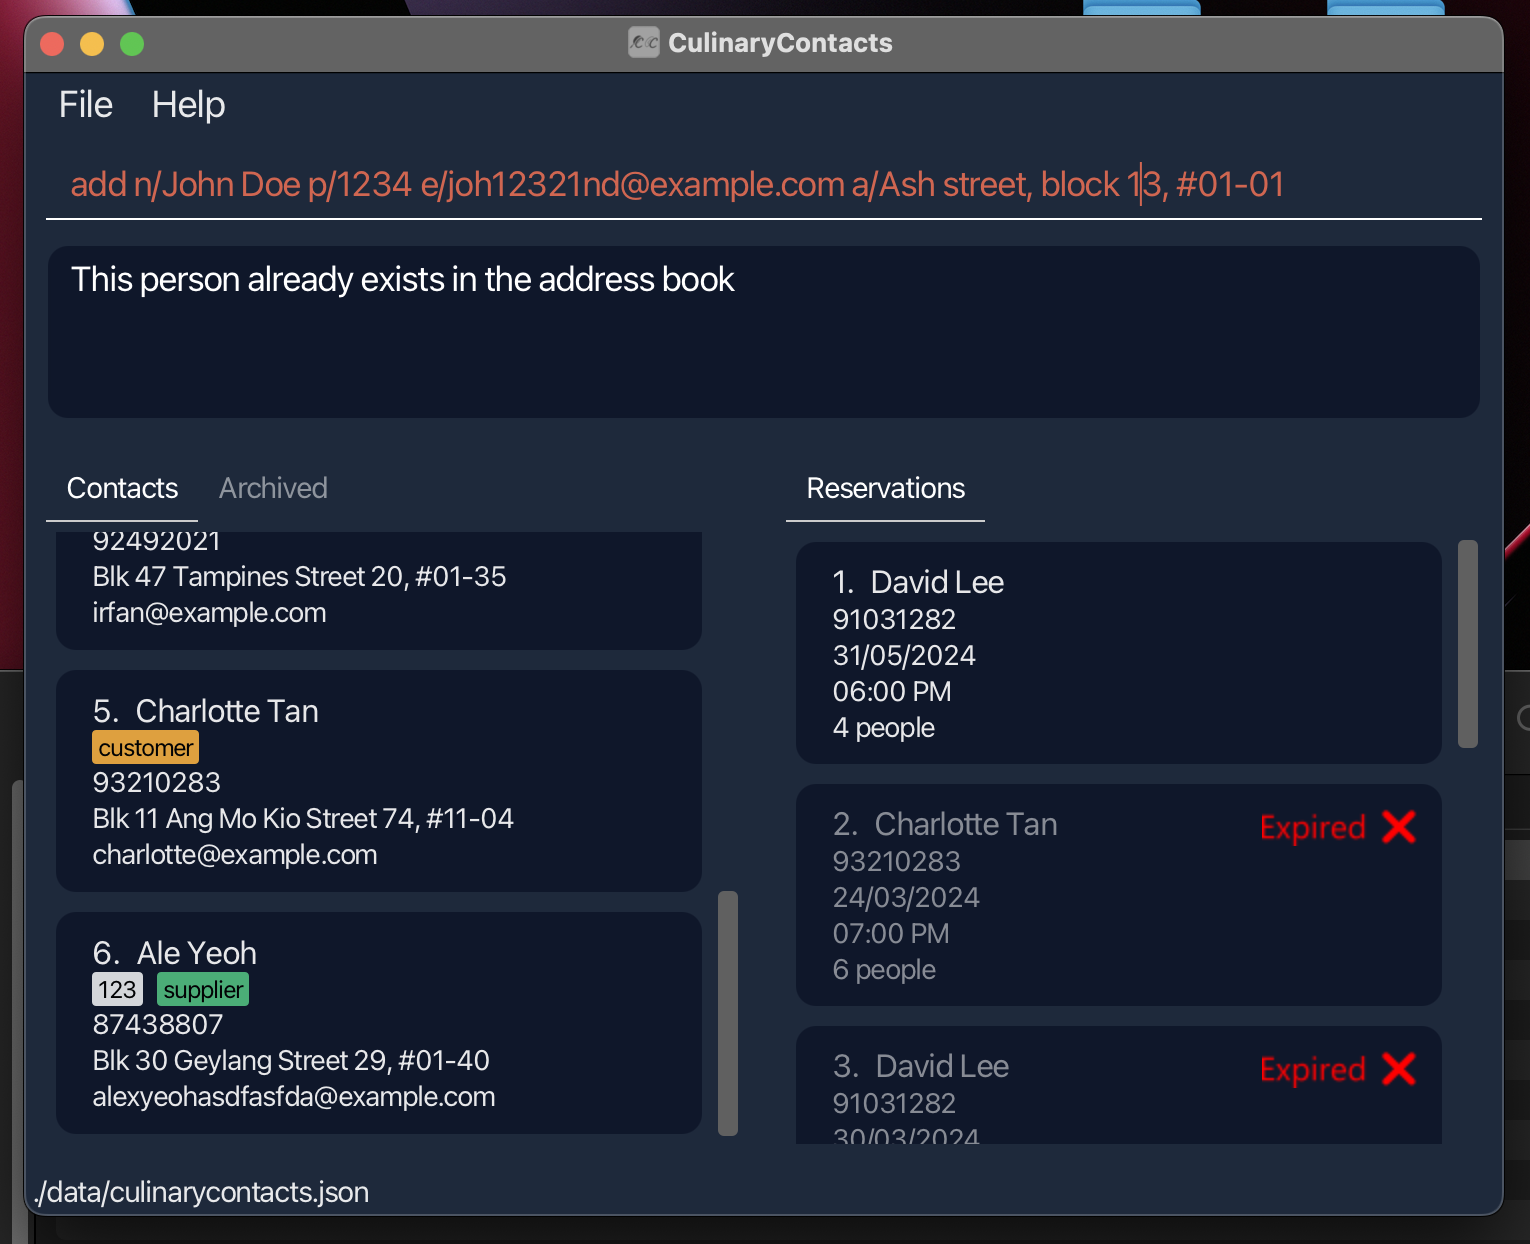 CulinaryContacts
File Help
add n/John Doe p/1234 e/joh12321nd@example.com a/Ash street, block 13, #01-01
This person already exists in the address book
Contacts Archived
92492021
Blk 47 Tampines Street 20, #01-35
irfan@example.com
5. Charlotte Tan
customer
93210283
Blk 11 Ang Mo Kio Street 74, #11-04
charlotte@example.com
6. Ale Yeoh
123 supplier
87438807
Blk 30 Geylang Street 29, #01-40
alexyeohasdfasfda@example.com
Reservations
1. David Lee
91031282
31/05/2024
06:00 PM
4 people
2. Charlotte Tan Expired
93210283
24/03/2024
07:00 PM
6 people
3. David Lee Expired
91031282
30/03/2024
./data/culinarycontacts.json